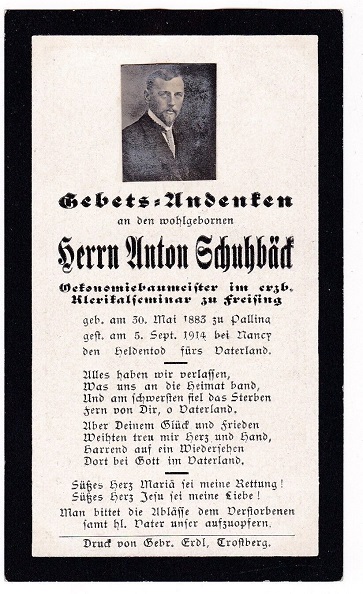 Gebets-Andenken
an den wohlgebornen
Herrn Anton Schuhbäck
Oekonomiebaumeister im erzb.
Klerikalseminar zu Freising
geb. am 30. Mai 1883 zu Palling
gest. am 5. Sept. 1914 bei Nancy
den Heldentod fürs Vaterland.
Alles haben wir verlassen,
Was uns an die Heimat band,
Und am schwersten fiel das Sterben
Fern von Dir, o Vaterland.
Aber Deinem Glück und Frieden
Weihten treu mir Herz und Hand,
Harrend auf ein Wiedersehen
Dort bei Gott im Vaterland.
Süßes Herz Mariä sei meine Rettung!
Süßes Herz Jesu sei meine Liebe!
Man bittet die Ablässe dem Verstorbenen
samt hl. Vater unser aufzuopfern.
Druck von Gebr. Erdl, Trostberg.